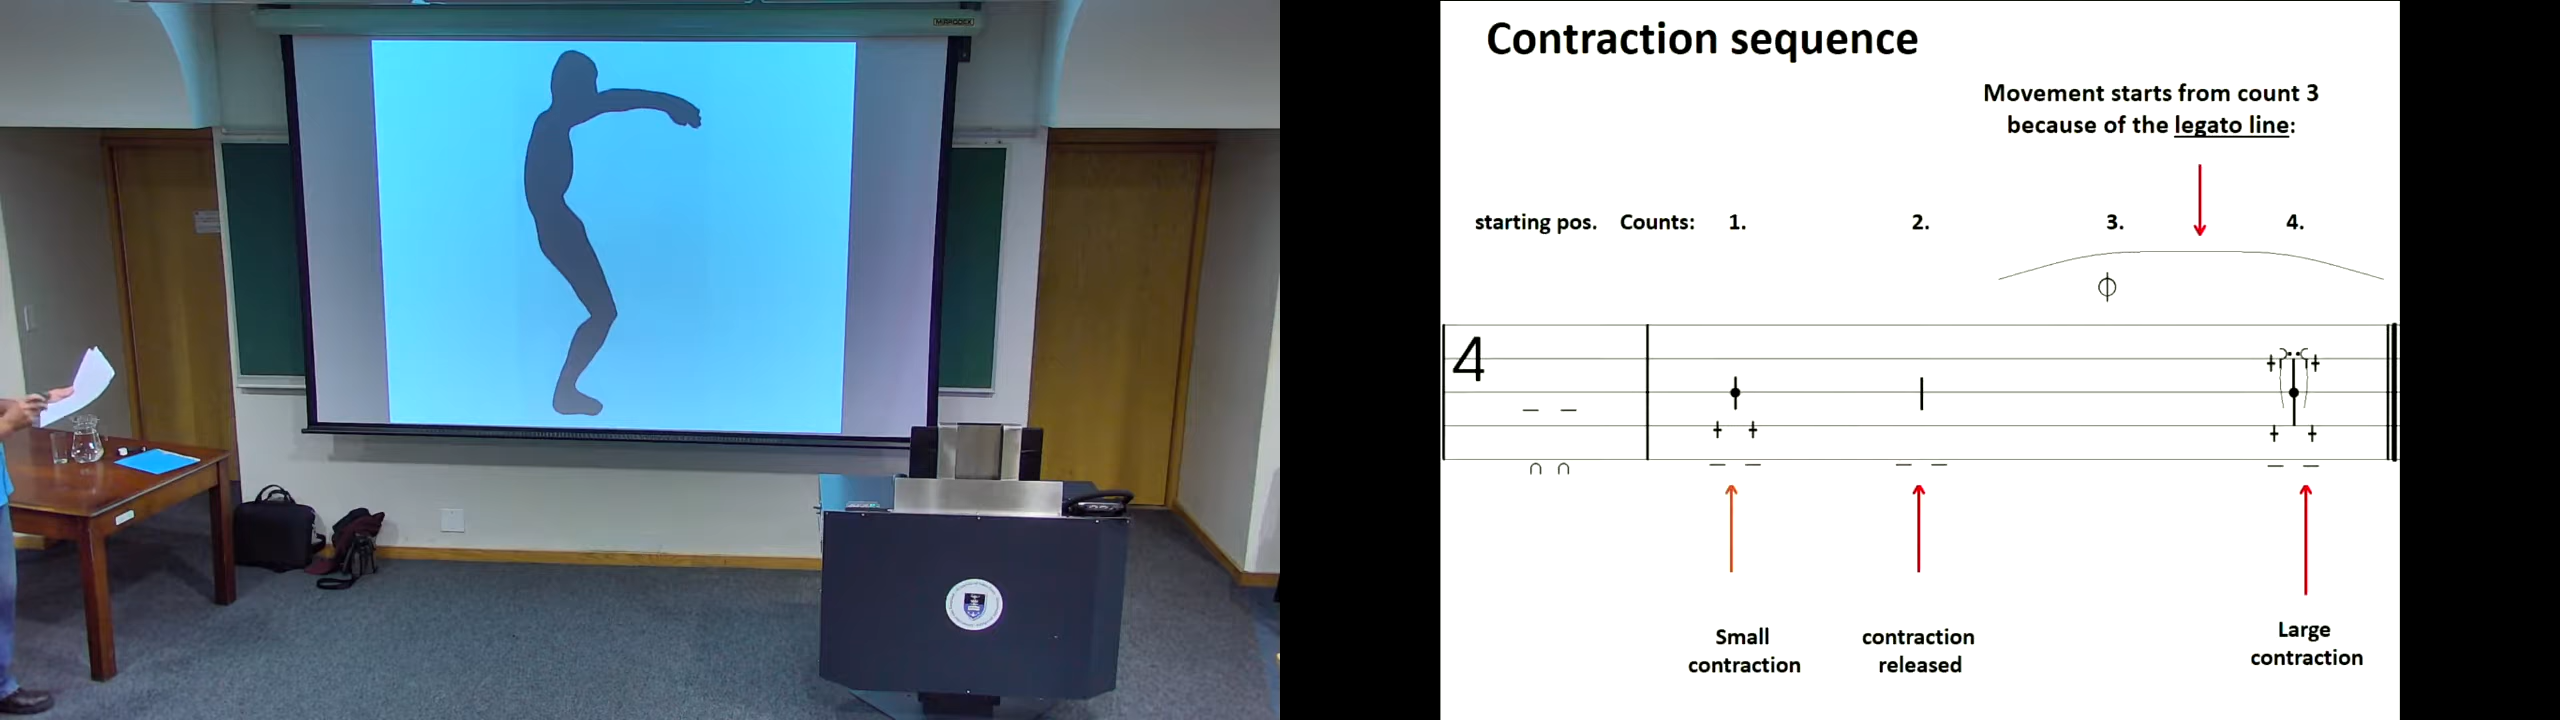 Contraction sequence
Movement starts from count 3
because of the legato line:
starting pos. Counts: 1. 2. 3. 4.
4
Small
contraction
contraction
released
Large
contraction